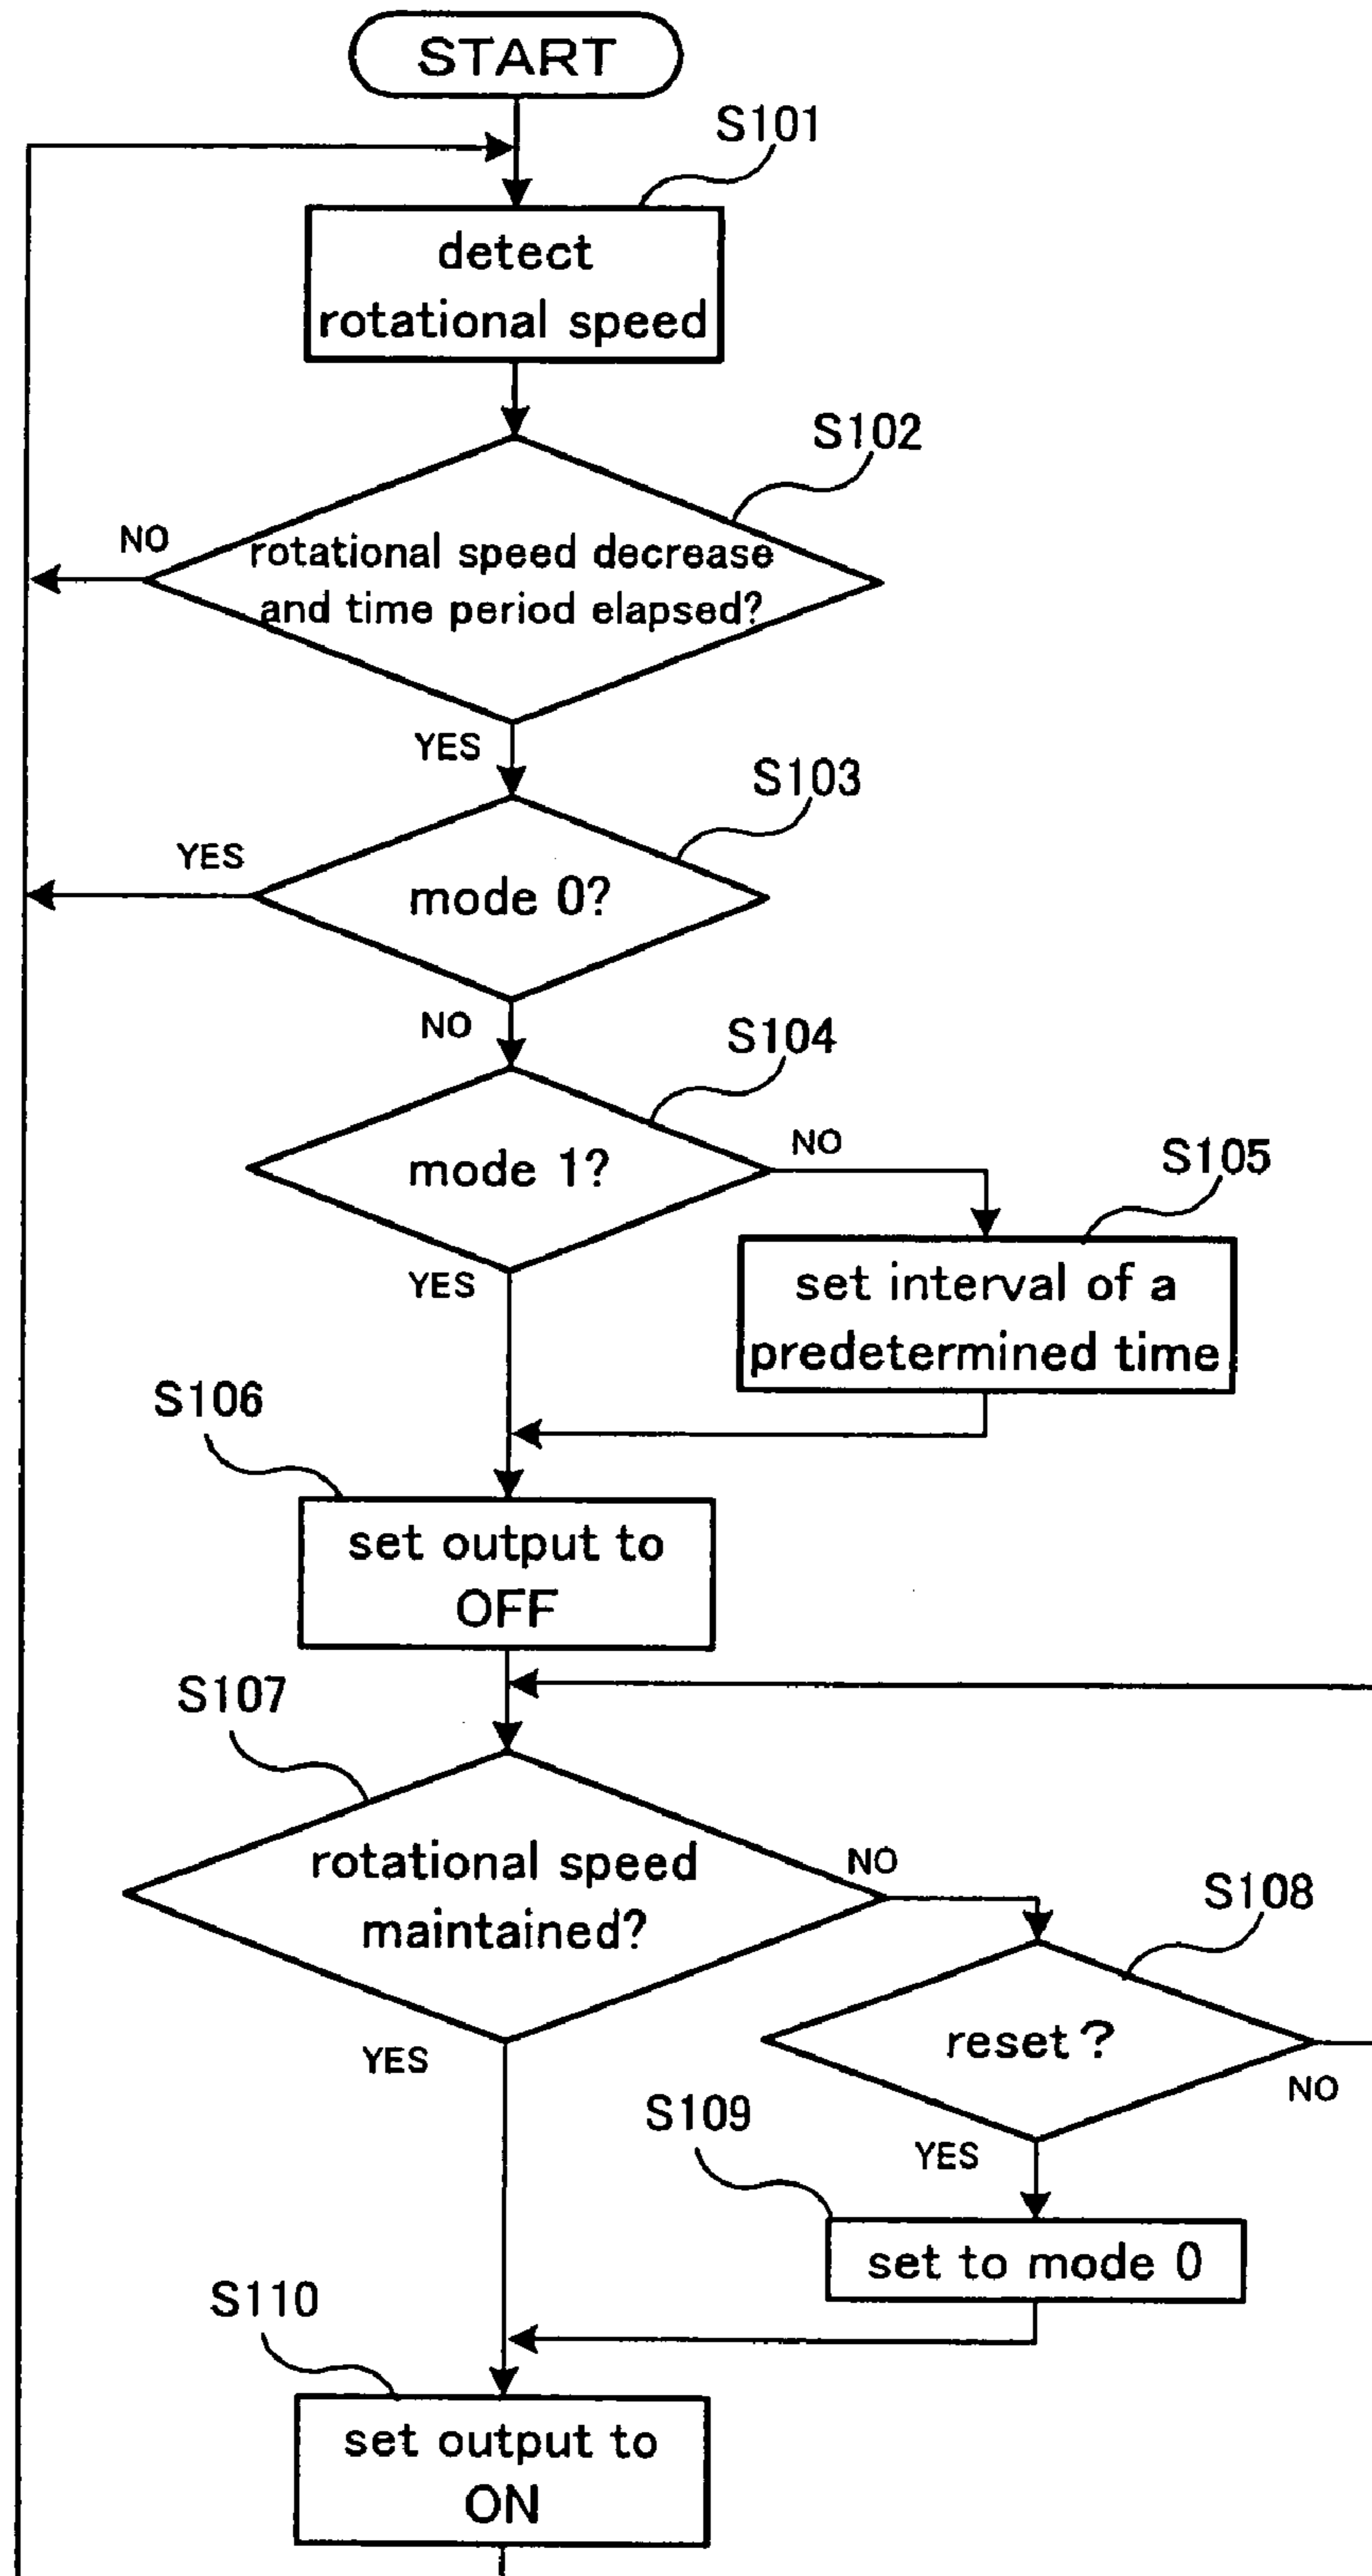 START
S101
detect
rotational speed
S102
NO
rotational speed decrease
and time period elapsed?
YES
S103
YES
mode 0?
NO
S104
mode 1?
NO
S105
YES
set interval of a
predetermined time
S106
set output to
OFF
S107
rotational speed
maintained?
NO
S108
YES
reset ?
NO
S109
YES
set to mode 0
S110
set output to
ON